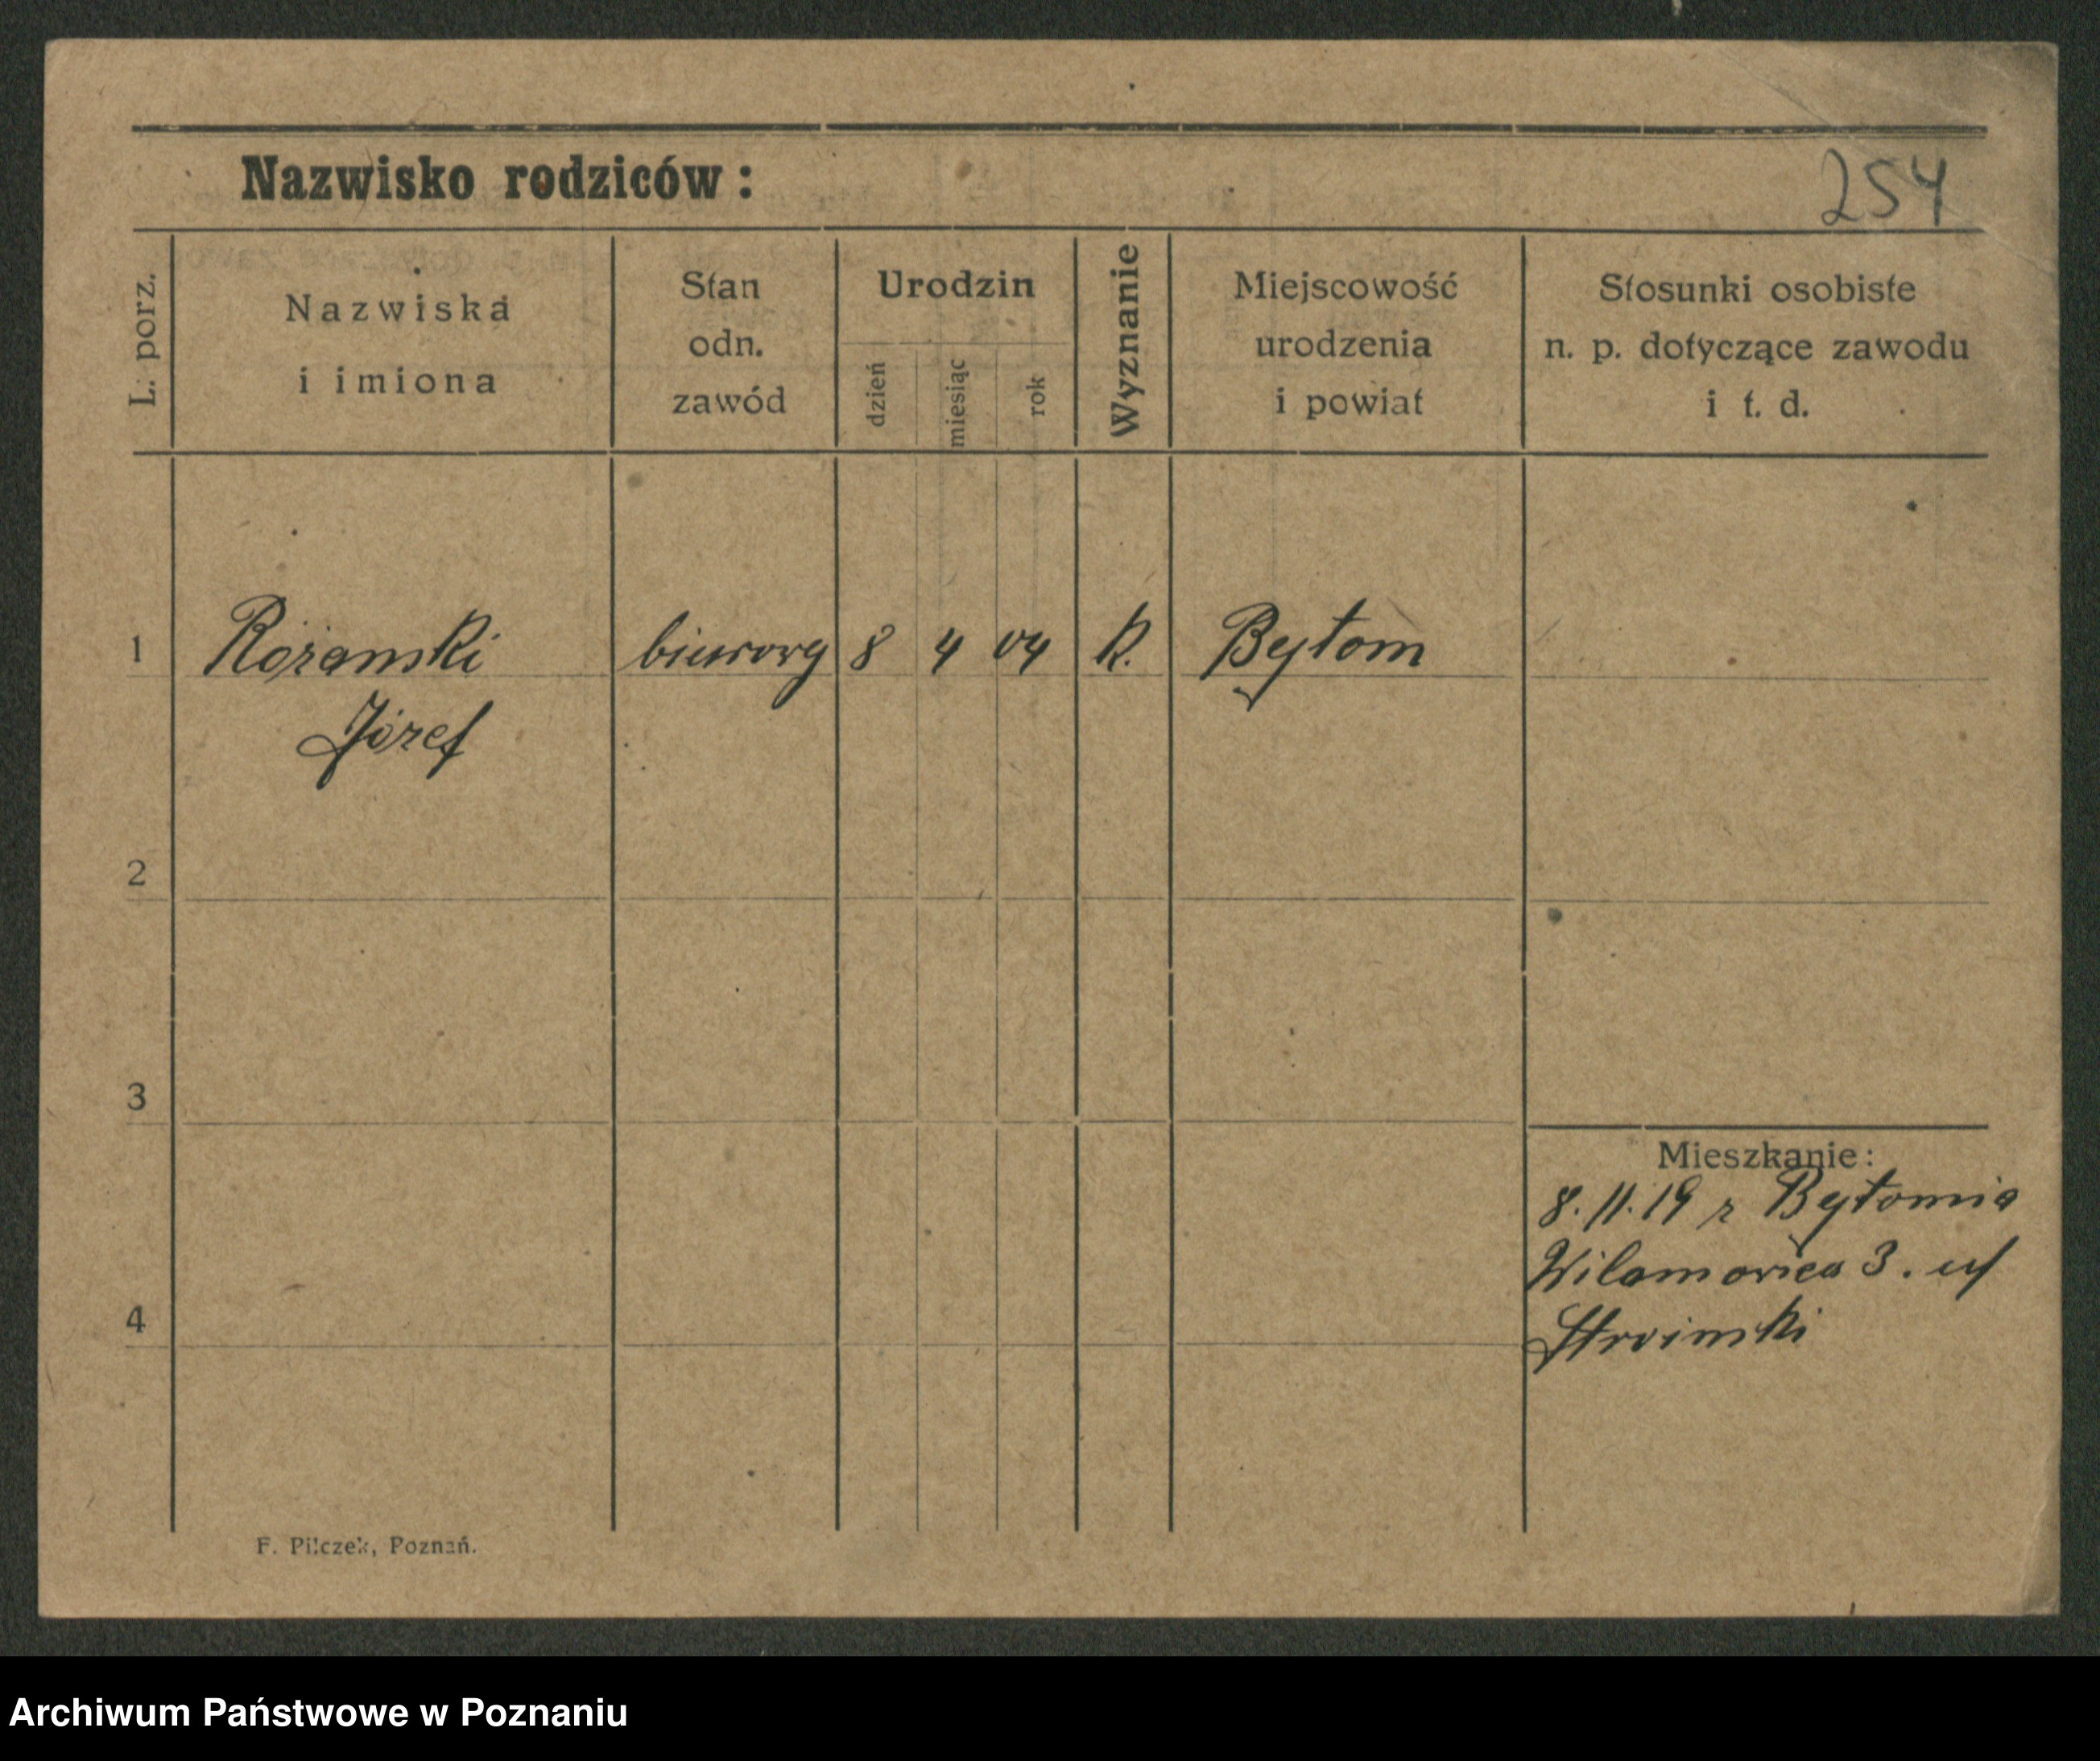 Nazwisko rodziców:
254
L. porz.
Nazwiska
i imiona
Stan
odn.
zawód
Urodzin
dzień
miesiąc
rok
Wyznanie
Miejscowość
urodzenia
i powiat
Stosunki osobiste
n. p. dotyczące zawodu
i t. d.
1
Różanski
biurowy
8
4
04
K.
Bytom
Józef
2
3
4
Mieszkanie:
8.11.19 z Bytomia
3.
F. Pilczek, Poznań.
Archiwum Państwowe w Poznaniu